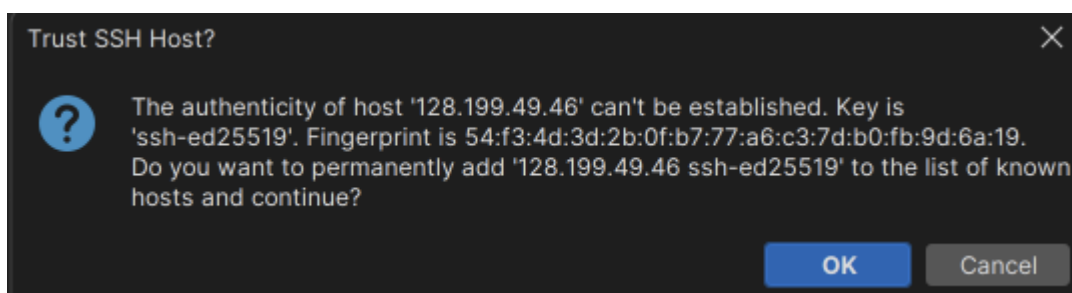 Trust SSH Host?
The authenticity of host '128.199.49.46' can't be established. Key is
'ssh-ed25519'. Fingerprint is 54:f3:4d:3d:2b:0f:b7:77:a6:c3:7d:b0:fb:9d:6a:19.
Do you want to permanently add '128.199.49.46 ssh-ed25519' to the list of known
hosts and continue?
OK Cancel